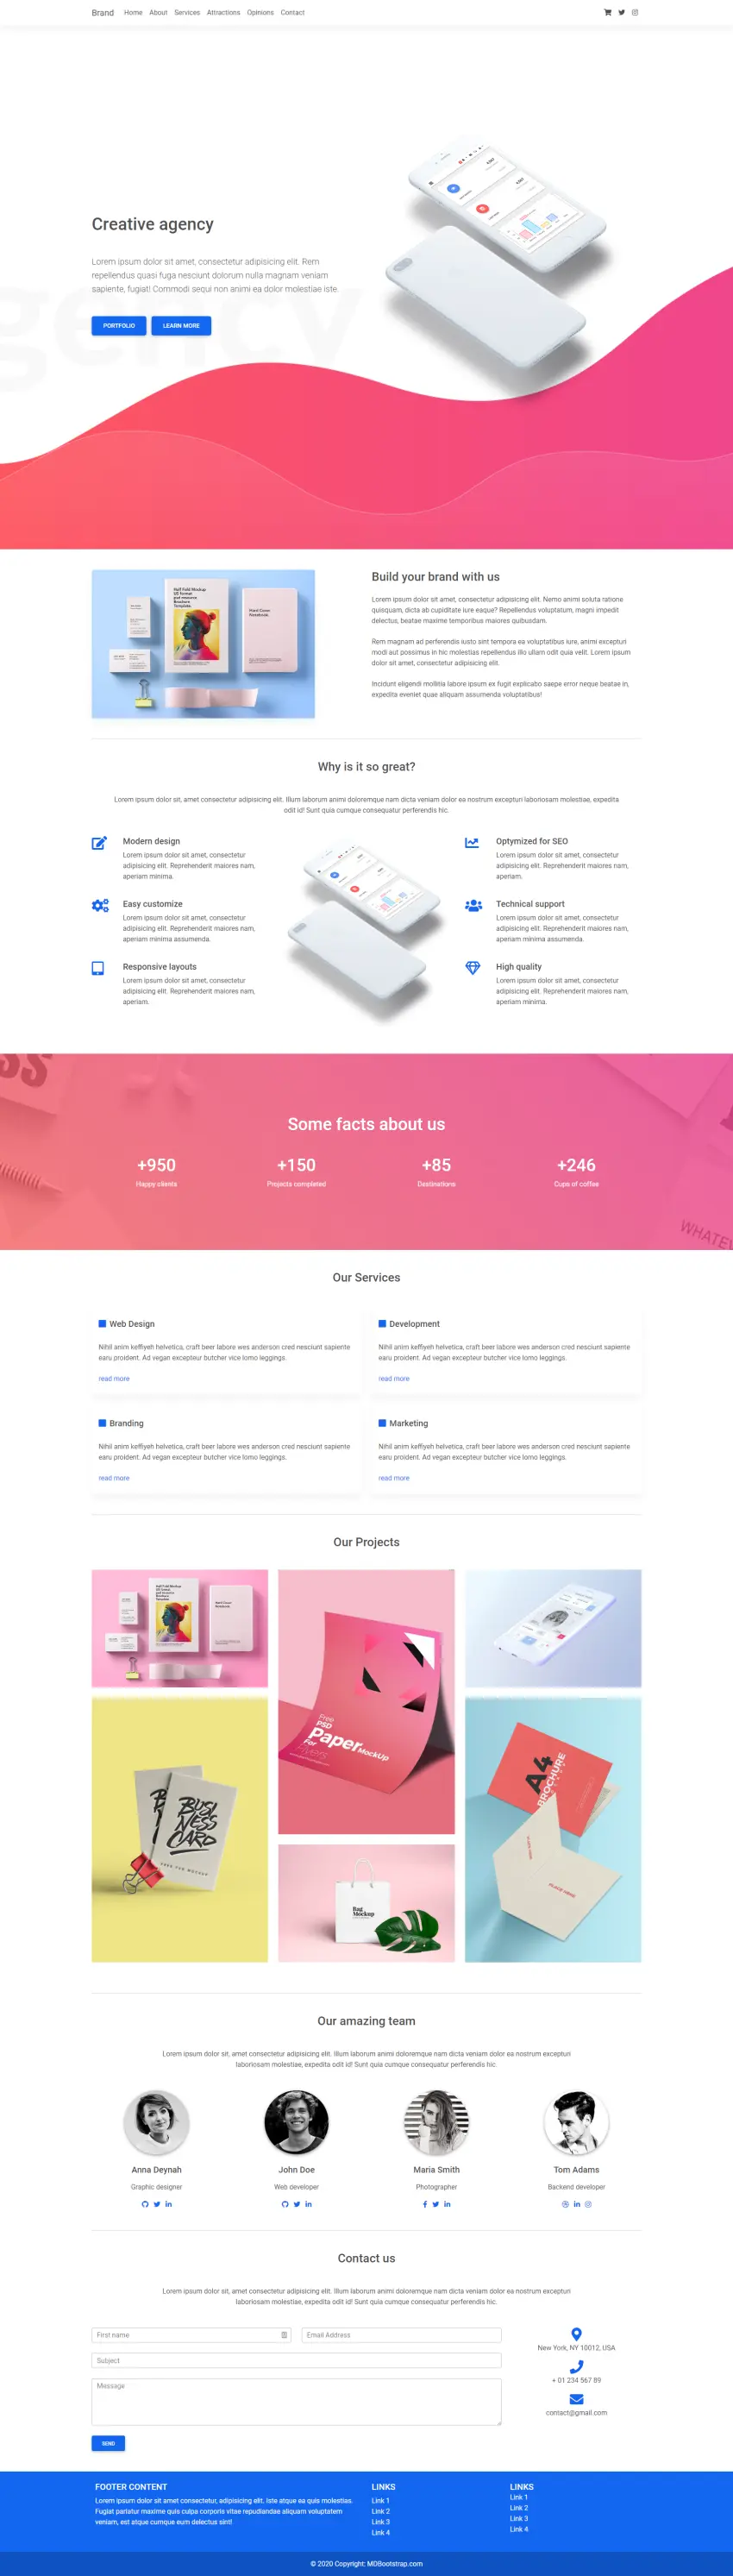 Brand Home About Services Attractions Opinions Contact
gency
Creative agency
Lorem ipsum dolor sit amet, consectetur adipisicing elit. Rem
repellendus quasi fuga nesciunt dolorum nulla magnam veniam
sapiente, fugiat! Commodi sequi non animi ea dolor molestiae iste.
PORTFOLIO LEARN MORE
Half Fold Mockup
Template.
Hard Cover
Notebook.
Build your brand with us
Lorem ipsum dolor sit amet, consectetur adipisicing elit. Nemo animi soluta ratione
quisquam, dicta ab cupiditate iure eaque? Repellendus voluptatum, magni impedit
delectus, beatae maxime temporibus maiores quibusdam.
Rem magnam ad perferendis iusto sint tempora ea voluptatibus iure, animi excepturi
modi aut possimus in hic molestias repellendus illo ullam odit quia velit. Lorem ipsum
dolor sit amet, consectetur adipisicing elit.
Incidunt eligendi mollitia labore ipsum ex fugit explicabo saepe error neque beatae in,
expedita eveniet quae aliquam assumenda voluptatibus!
Why is it so great?
Lorem ipsum dolor sit, amet consectetur adipisicing elit. Illum laborum animi doloremque nam dicta veniam dolor ea nostrum excepturi laboriosam molestiae, expedita
odit id! Sunt quia cumque consequatur perferendis hic.
Modern design
Lorem ipsum dolor sit amet, consectetur
adipisicing elit. Reprehenderit maiores nam,
aperiam minima.
Easy customize
Lorem ipsum dolor sit amet, consectetur
adipisicing elit. Reprehenderit maiores nam,
aperiam minima assumenda.
Responsive layouts
Lorem ipsum dolor sit amet, consectetur
adipisicing elit. Reprehenderit maiores nam,
aperiam.
Optymized for SEO
Lorem ipsum dolor sit amet, consectetur
adipisicing elit. Reprehenderit maiores nam,
aperiam.
Technical support
Lorem ipsum dolor sit amet, consectetur
adipisicing elit. Reprehenderit maiores nam,
aperiam minima assumenda.
High quality
Lorem ipsum dolor sit amet, consectetur
adipisicing elit. Reprehenderit maiores nam,
aperiam minima.
SS
Some facts about us
+950 +150 +85 +246
Happy clients Projects completed Destinations Cups of coffee
WHATEV
Our Services
Web Design
Nihil anim keffiyeh helvetica, craft beer labore wes anderson cred nesciunt sapiente
earu proident. Ad vegan excepteur butcher vice lomo leggings.
read more
Development
Nihil anim keffiyeh helvetica, craft beer labore wes anderson cred nesciunt sapiente
earu proident. Ad vegan excepteur butcher vice lomo leggings.
read more
Branding
Nihil anim keffiyeh helvetica, craft beer labore wes anderson cred nesciunt sapiente
earu proident. Ad vegan excepteur butcher vice lomo leggings.
read more
Marketing
Nihil anim keffiyeh helvetica, craft beer labore wes anderson cred nesciunt sapiente
earu proident. Ad vegan excepteur butcher vice lomo leggings.
read more
Our Projects
Half Fold Mockup
Template.
Hard Cover
Notebook.
Free
PSD
Paper MockUp
For
Flyers
BUSI
NESS
CARD
A4
BROCHURE
PLACE HERE
PLACE HERE
Bag
Mockup
Our amazing team
Lorem ipsum dolor sit, amet consectetur adipisicing elit. Illum laborum animi doloremque nam dicta veniam dolor ea nostrum excepturi
laboriosam molestiae, expedita odit id! Sunt quia cumque consequatur perferendis hic.
Anna Deynah John Doe Maria Smith Tom Adams
Graphic designer Web developer Photographer Backend developer
Contact us
Lorem ipsum dolor sit, amet consectetur adipisicing elit. Illum laborum animi doloremque nam dicta veniam dolor ea nostrum excepturi
laboriosam molestiae, expedita odit id! Sunt quia cumque consequatur perferendis hic.
First name Email Address
Subject
Message
SEND
New York, NY 10012, USA
+ 01 234 567 89
contact@gmail.com
FOOTER CONTENT
Lorem ipsum dolor sit amet consectetur, adipisicing elit. Iste atque ea quis molestias.
Fugiat pariatur maxime quis culpa corporis vitae repudiandae aliquam voluptatem
veniam, est atque cumque eum delectus sint!
LINKS
Link 1
Link 2
Link 3
Link 4
LINKS
Link 1
Link 2
Link 3
Link 4
© 2020 Copyright: MDBootstrap.com